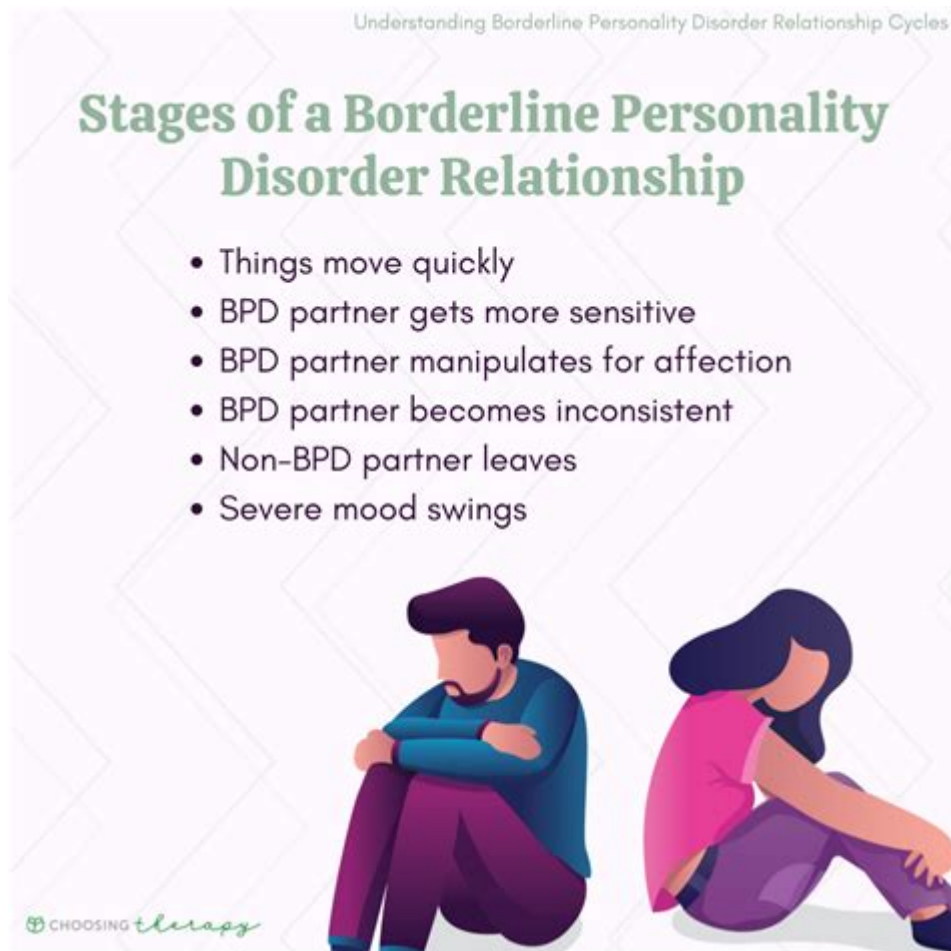 Understanding Borderline Personality Disorder Relationship Cycles
Stages of a Borderline Personality
Disorder Relationship
• Things move quickly
• BPD partner gets more sensitive
• BPD partner manipulates for affection
• BPD partner becomes inconsistent
• Non-BPD partner leaves
• Severe mood swings
CHOOSING therapy